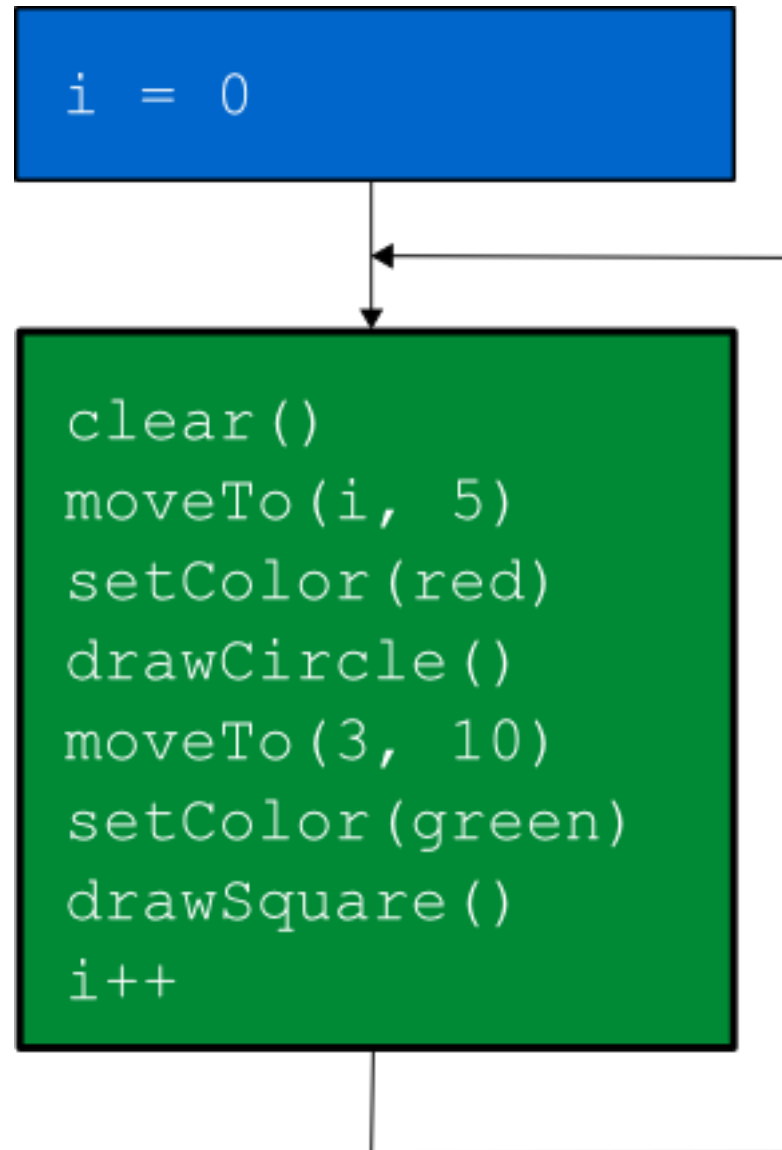 i = 0
clear()
moveTo(i, 5)
setColor(red)
drawCircle()
moveTo(3, 10)
setColor(green)
drawSquare()
i++